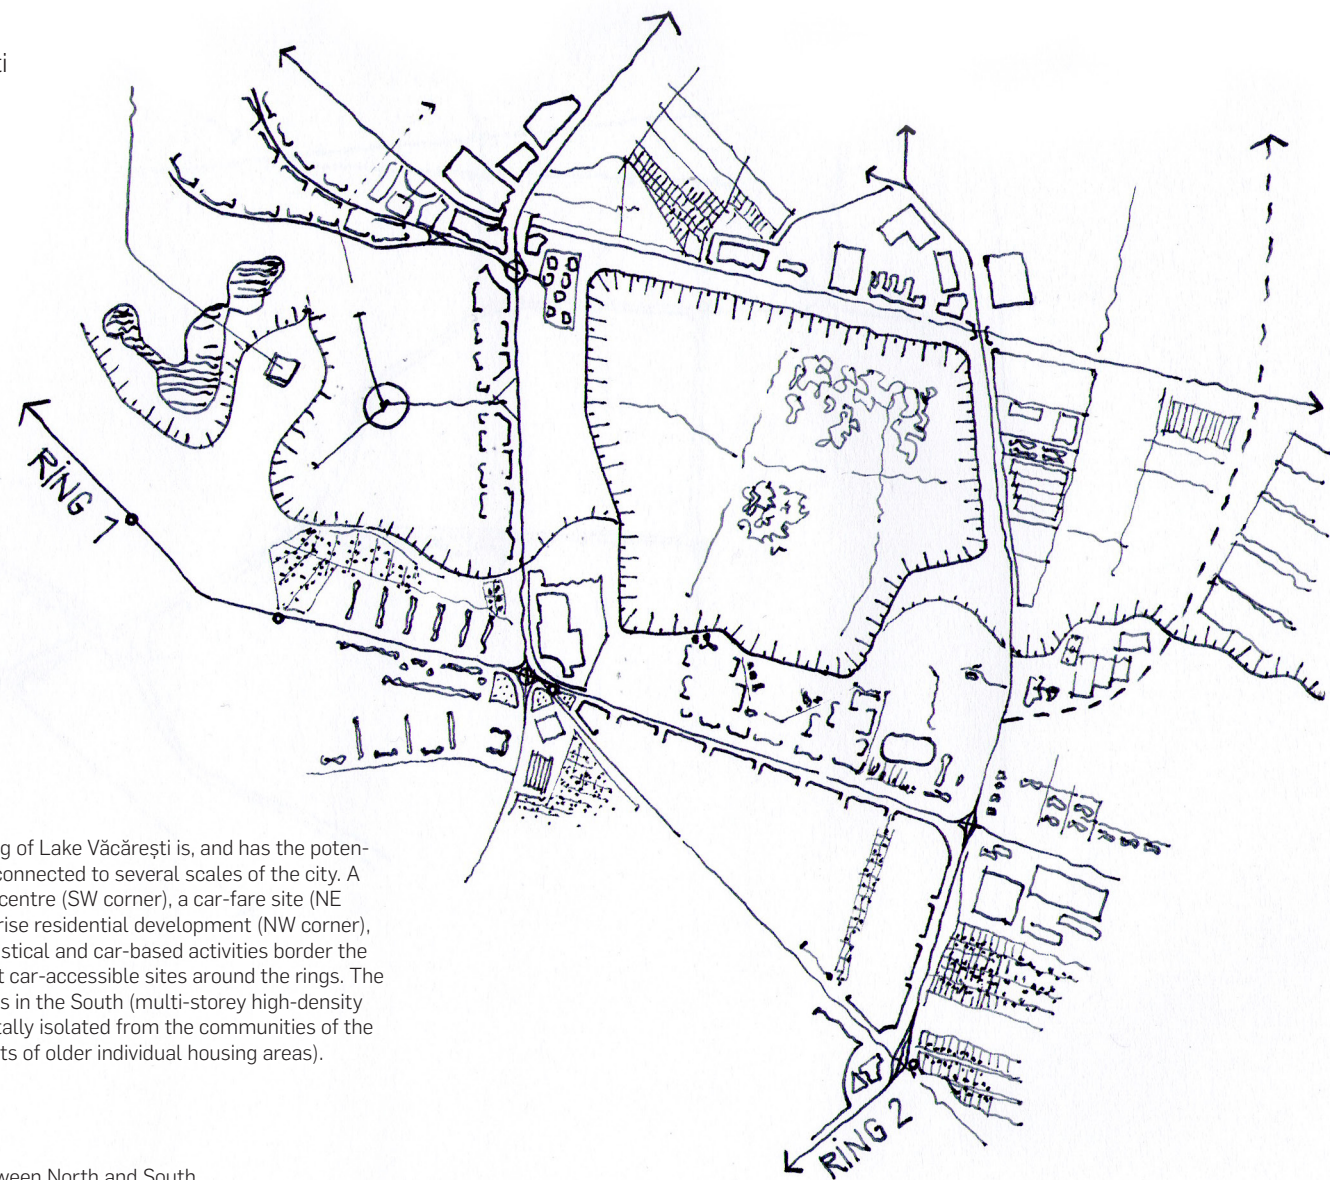 ti
RING 1
g of Lake Văcărești is, and has the poten-
connected to several scales of the city. A
centre (SW corner), a car-fare site (NE
rise residential development (NW corner),
istical and car-based activities border the
t car-accessible sites around the rings. The
s in the South (multi-storey high-density
tally isolated from the communities of the
ts of older individual housing areas).
RING 2
ween North and South